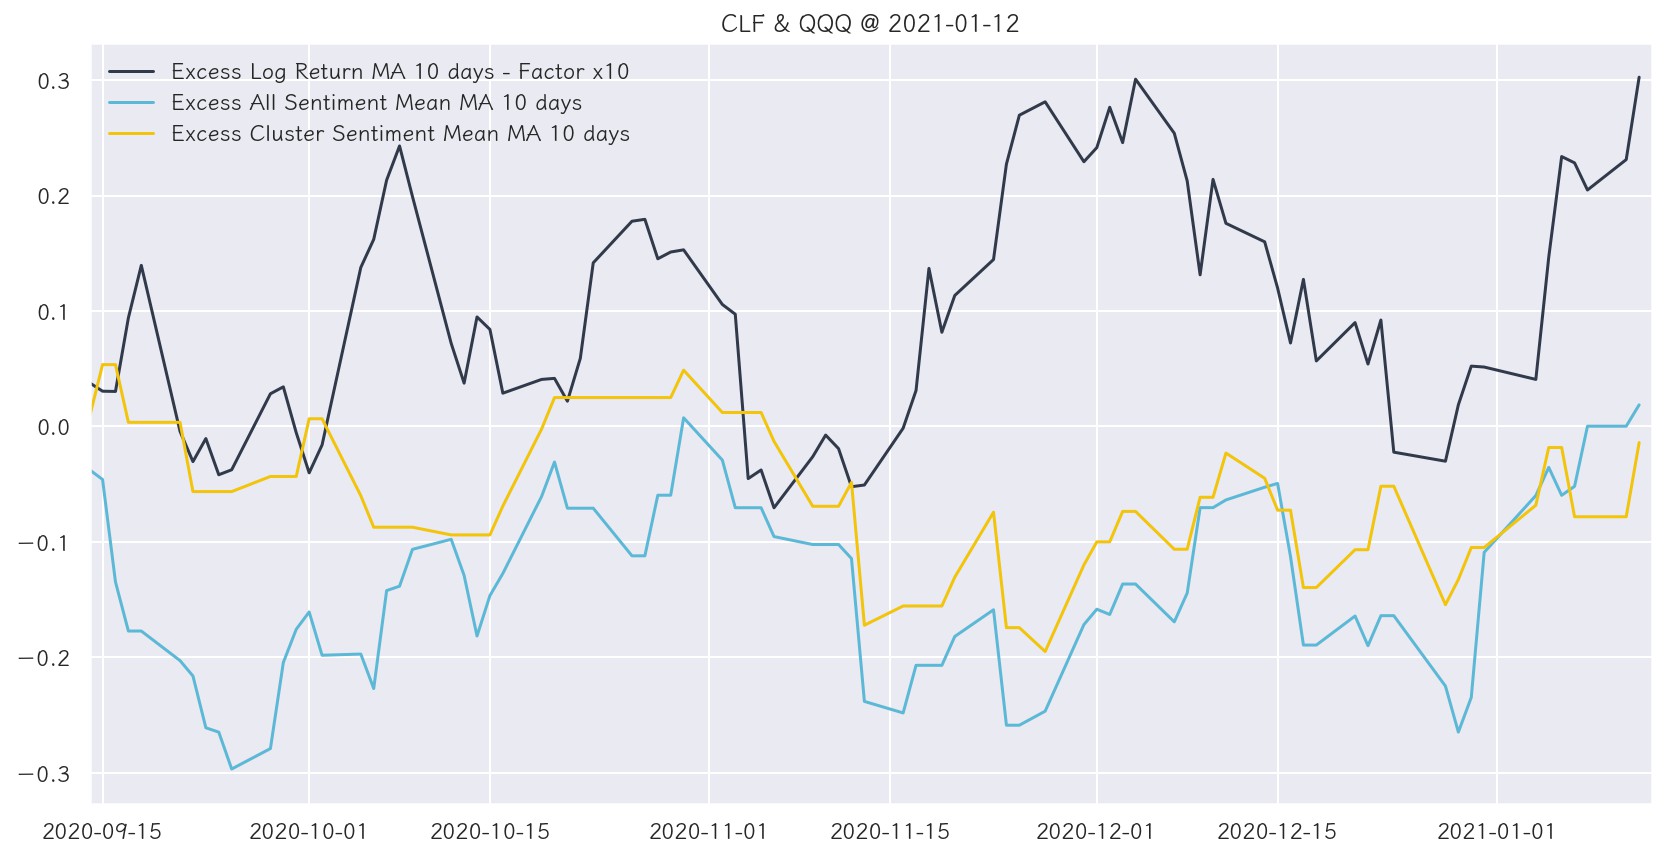 CLF & QQQ @ 2021-01-12
Excess Log Return MA 10 days - Factor x10
Excess All Sentiment Mean MA 10 days
Excess Cluster Sentiment Mean MA 10 days
0.3
0.2
0.1
0.0
−0.1
−0.2
−0.3
2020-09-15 2020-10-01 2020-10-15 2020-11-01 2020-11-15 2020-12-01 2020-12-15 2021-01-01